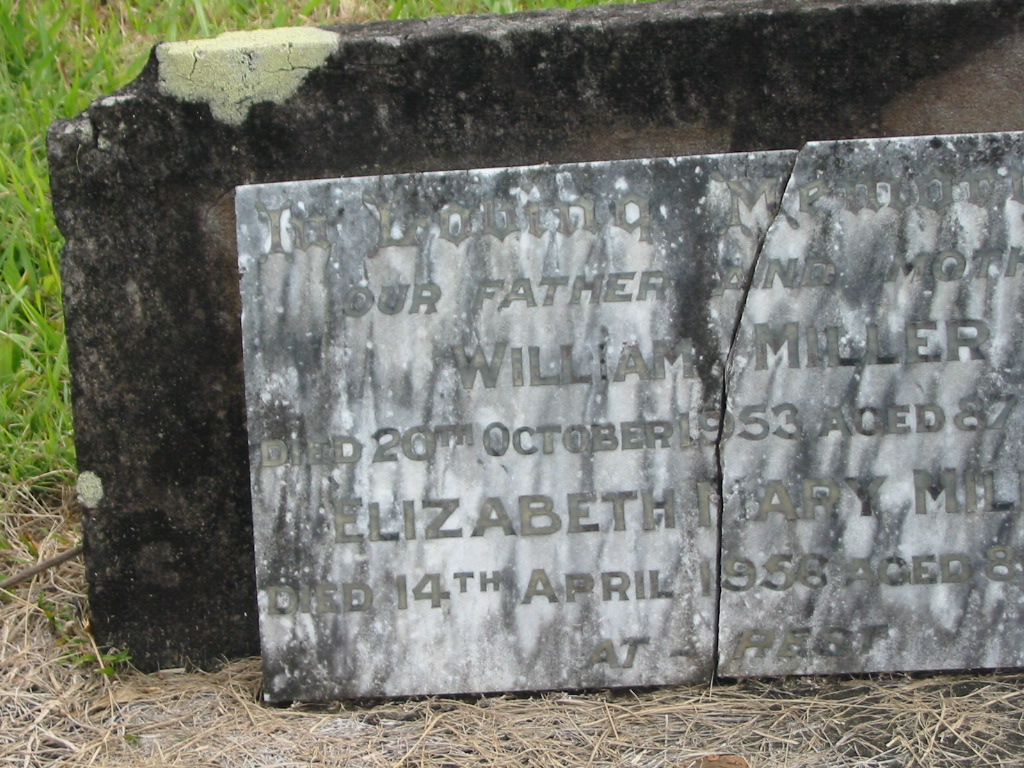 In Loving Memory
OUR FATHER AND MOTH
WILLIAM MILLER
DIED 20TH OCTOBER 1953 AGED 87
ELIZABETH MARY MILL
DIED 14TH APRIL 1958 AGED 8
AT - REST